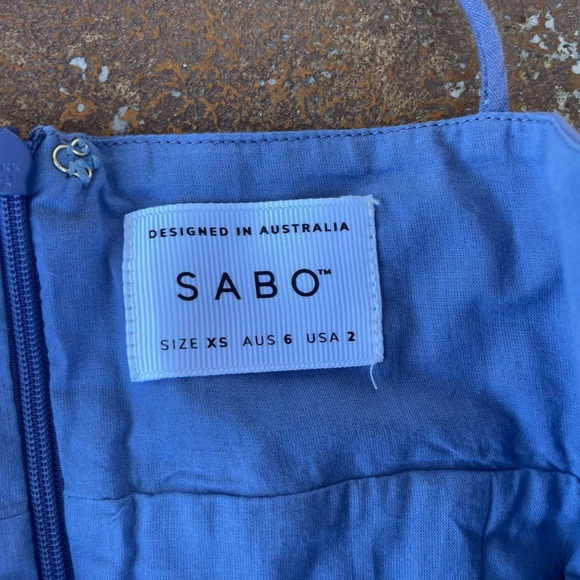 DESIGNED IN AUSTRALIA
SABO™
SIZE XS AUS 6 USA 2